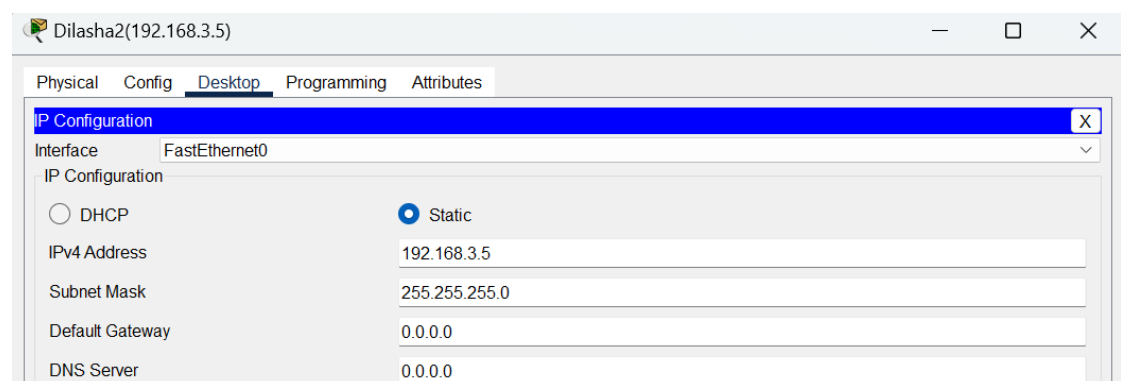 Dilasha2(192.168.3.5)
Physical Config Desktop Programming Attributes
IP Configuration X
Interface FastEthernet0
IP Configuration
DHCP Static
IPv4 Address 192.168.3.5
Subnet Mask 255.255.255.0
Default Gateway 0.0.0.0
DNS Server 0.0.0.0